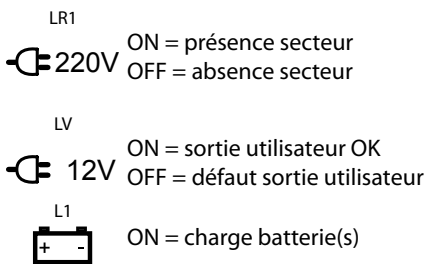 LR1
220V ON = présence secteur
OFF = absence secteur
LV
12V ON = sortie utilisateur OK
OFF = défaut sortie utilisateur
L1
+ - ON = charge batterie(s)